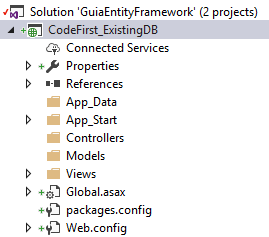 Solution 'GuiaEntityFramework' (2 projects)
CodeFirst_ExistingDB
Connected Services
Properties
References
App_Data
App_Start
Controllers
Models
Views
Global.asax
packages.config
Web.config